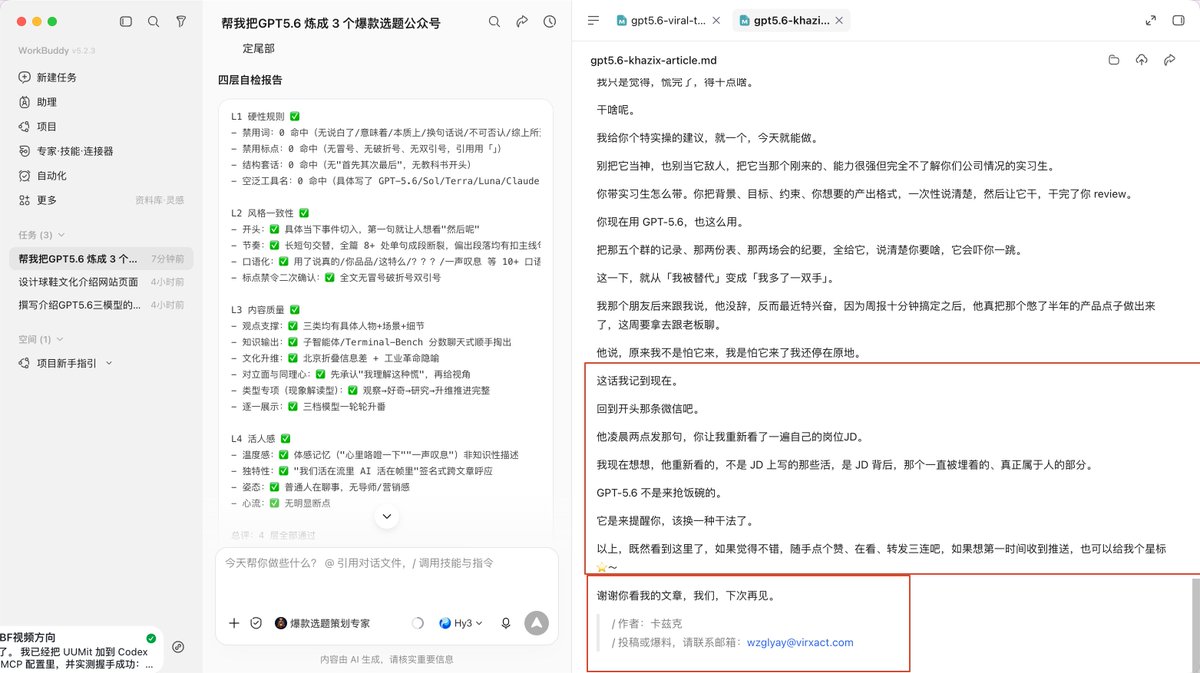 WorkBuddy v5.2.3
新建任务
助理
项目
专家·技能·连接器
自动化
更多
资料库·灵感
任务 (3)
帮我把GPT5.6 炼成 3 个... 7分钟前
设计球鞋文化介绍网站页面 4小时前
撰写介绍GPT5.6三模型的... 4小时前
空间 (1)
项目新手指引
BF视频方向
了。 我已经把 UUMit 加到 Codex
MCP 配置里，并实测握手成功： ...
帮我把GPT5.6 炼成 3 个爆款选题公众号
定尾部
四层自检报告
L1 硬性规则 ✅
- 禁用词: 0 命中（无说白了/意味着/本质上/换句话说/不可否认/综上所
- 禁用标点: 0 命中（无冒号、无破折号、无双引号，引用用「」）
- 结构套话: 0 命中（无"首先其次最后"，无教科书开头）
- 空泛工具名: 0 命中（具体写了 GPT-5.6/Sol/Terra/Luna/Claude
L2 风格一致性 ✅
- 开头: ✅ 具体当下事件切入，第一句就让人想看"然后呢"
- 节奏: ✅ 长短句交替，全篇 8+ 处单句成段断裂，偏出段落均有扣主线
- 口语化: ✅ 用了说真的/你品品/这特么/？？？/一声叹息 等 10+ 口语
- 标点禁令二次确认: ✅ 全文无冒号破折号双引号
L3 内容质量 ✅
- 观点支撑: ✅ 三类均有具体人物+场景+细节
- 知识输出: ✅ 子智能体/Terminal-Bench 分数聊天式顺手掏出
- 文化升维: ✅ 北京折叠信息差 + 工业革命隐喻
- 对立面与同理心: ✅ 先承认"我理解这种慌"，再给视角
- 类型专项（现象解读型）: ✅ 观察→好奇→研究→升维推进完整
- 逐一展示: ✅ 三档模型一轮轮升番
L4 活人感 ✅
- 温度感: ✅ 体感记忆（"心里咯噔一下""一声叹息"）非知识性描述
- 独特性: ✅ "我们活在流里 AI 活在帧里"签名式跨文章呼应
- 姿态: ✅ 普通人在聊事，无导师/营销感
- 心流: ✅ 无明显断点
总评: 4 层全部通过
今天帮你做些什么？ @ 引用对话文件，/ 调用技能与指令
爆款选题策划专家
Hy3
内容由 AI 生成，请核实重要信息
gpt5.6-viral-t...
gpt5.6-khazi...
gpt5.6-khazix-article.md
我只是觉得，慌完了，得干点啥。
干啥呢。
我给你个特实操的建议，就一个，今天就能做。
别把它当神，也别当它敌人，把它当那个刚来的、能力很强但完全不了解你们公司情况的实习生。
你带实习生怎么带。你把背景、目标、约束、你想要的产出格式，一次性说清楚，然后让它干，干完了你 review。
你现在用 GPT-5.6，也这么用。
把那五个群的记录、那两份表、那两场会的纪要，全给它，说清楚你要啥，它会吓你一跳。
这一下，就从「我被替代」变成「我多了一双手」。
我那个朋友后来跟我说，他没辞，反而最近特兴奋，因为周报十分钟搞定之后，他真把那个憋了半年的产品点子做出来
了，这周要拿去跟老板聊。
他说，原来我不是怕它来，我是怕它来了我还停在原地。
这话我记到现在。
回到开头那条微信吧。
他凌晨两点发那句，你让我重新看了一遍自己的岗位JD。
我现在想想，他重新看的，不是 JD 上写的那些活，是 JD 背后，那个一直被埋着的、真正属于人的部分。
GPT-5.6 不是来抢饭碗的。
它是来提醒你，该换一种干法了。
以上，既然看到这里了，如果觉得不错，随手点个赞、在看、转发三连吧，如果想第一时间收到推送，也可以给我个星标
⭐～
谢谢你看我的文章，我们，下次再见。
/ 作者：卡兹克
/ 投稿或爆料，请联系邮箱：wzglyay@virxact.com